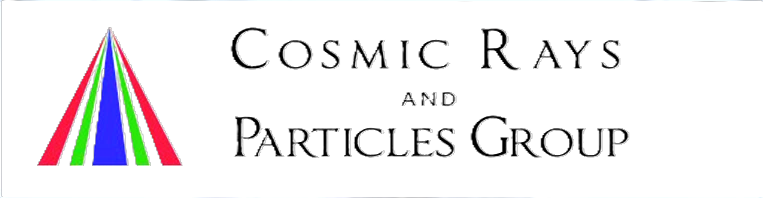 COSMIC RAYS
AND
PARTICLES GROUP